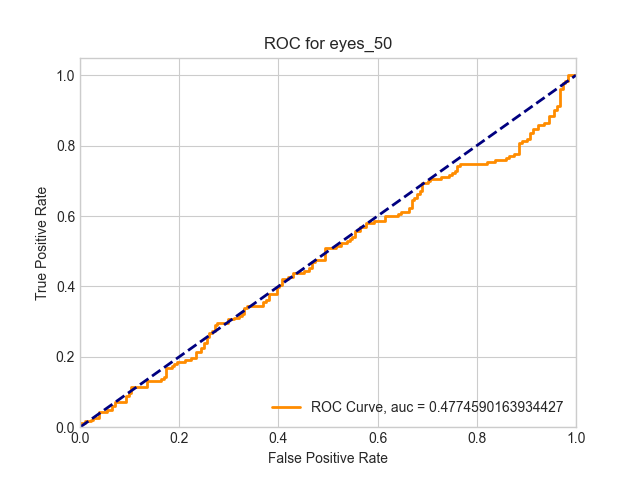 ROC for eyes_50
1.0
0.8
0.6
0.4
0.2
0.0
True Positive Rate
ROC Curve, auc = 0.4774590163934427
0.0 0.2 0.4 0.6 0.8 1.0
False Positive Rate